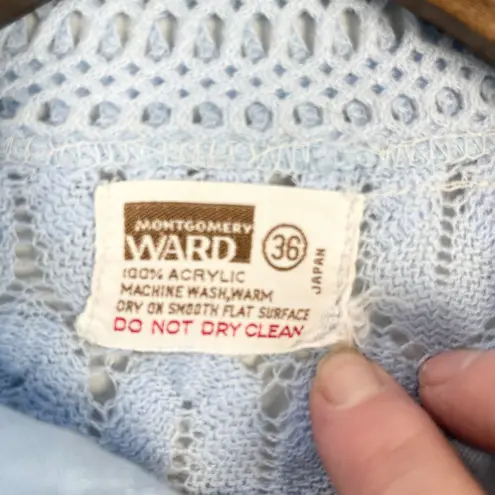 MONTGOMERY
WARD
36
JAPAN
100% ACRYLIC
MACHINE WASH,WARM
DRY ON SMOOTH FLAT SURFACE
DO NOT DRY CLEAN